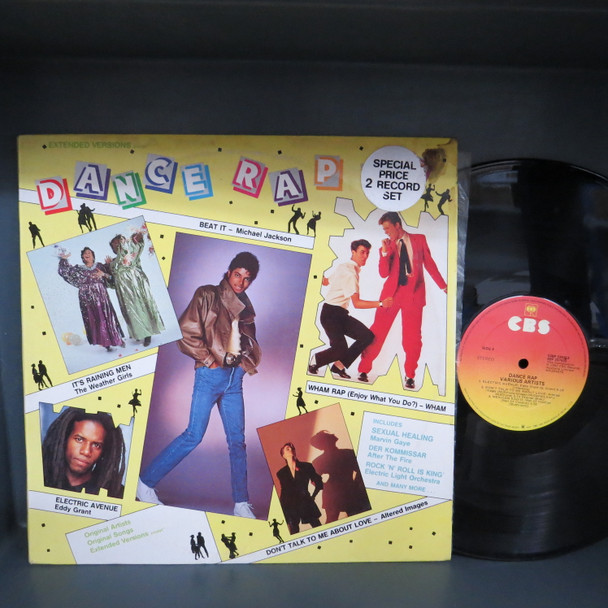 EXTENDED VERSIONS
DANCE RAP
SPECIAL
PRICE
2 RECORD
SET
BEAT IT – Michael Jackson
IT'S RAINING MEN
The Weather Girls
WHAM RAP (Enjoy What You Do?) – WHAM
INCLUDES
SEXUAL HEALING
Marvin Gaye
DER KOMMISSAR
After The Fire
ROCK 'N' ROLL IS KING
Electric Light Orchestra
AND MANY MORE
ELECTRIC AVENUE
Eddy Grant
DON'T TALK TO ME ABOUT LOVE – Altered Images
Original Artists
Original Songs
Extended Versions
CBS
STEREO
DANCE RAP
VARIOUS ARTISTS